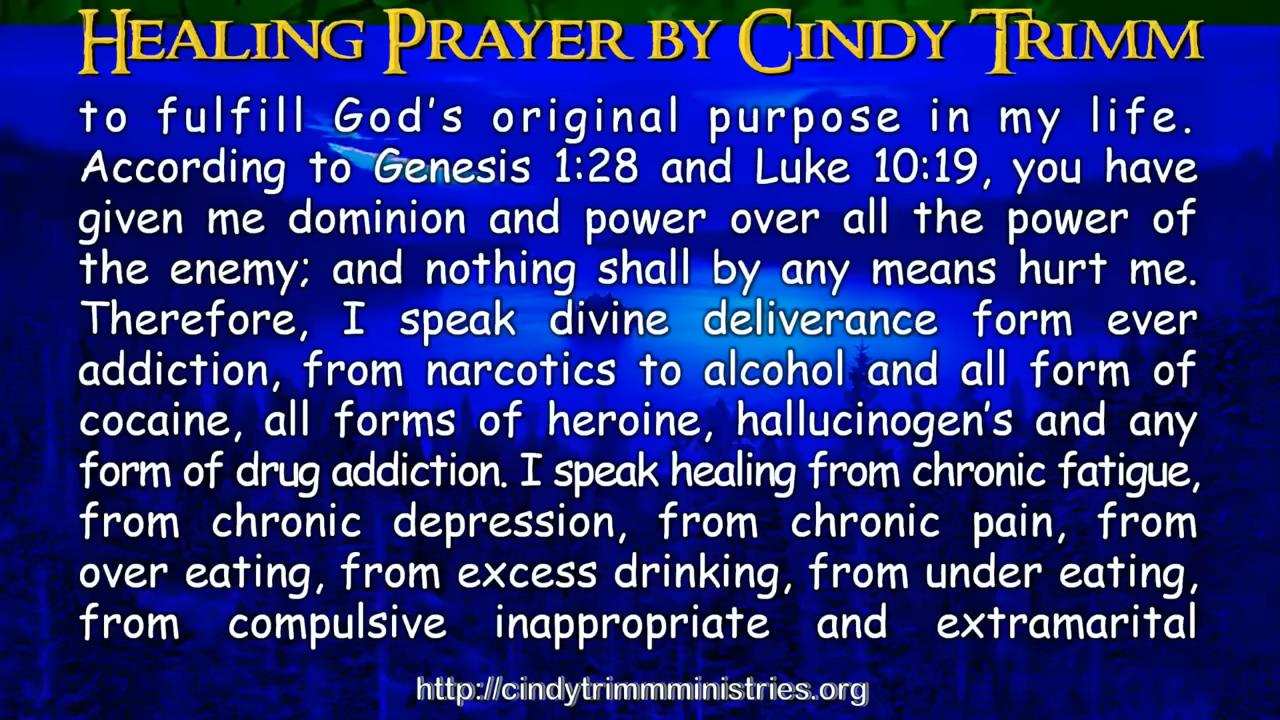 Healing Prayer by Cindy Trimm
to fulfill God's original purpose in my life.
According to Genesis 1:28 and Luke 10:19, you have
given me dominion and power over all the power of
the enemy; and nothing shall by any means hurt me.
Therefore, I speak divine deliverance form ever
addiction, from narcotics to alcohol and all form of
cocaine, all forms of heroine, hallucinogen's and any
form of drug addiction. I speak healing from chronic fatigue,
from chronic depression, from chronic pain, from
over eating, from excess drinking, from under eating,
from compulsive inappropriate and extramarital
http://cindytrimmministries.org